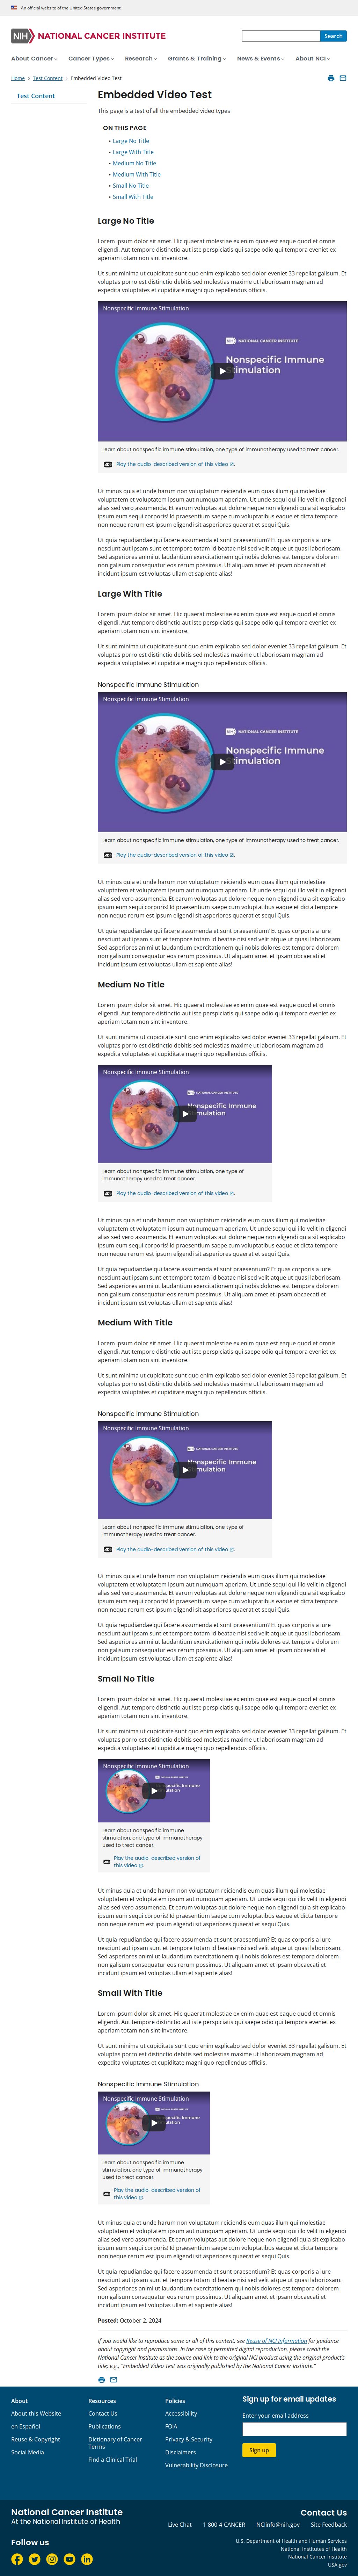 An official website of the United States government
NIH NATIONAL CANCER INSTITUTE
Search
About Cancer
Cancer Types
Research
Grants & Training
News & Events
About NCI
Home
Test Content
Embedded Video Test
Test Content
Embedded Video Test
This page is a test of all the embedded video types
ON THIS PAGE
• Large No Title
• Large With Title
• Medium No Title
• Medium With Title
• Small No Title
• Small With Title
Large No Title
Lorem ipsum dolor sit amet. Hic quaerat molestiae ex enim quae est eaque quod et omnis
eligendi. Aut tempore distinctio aut iste perspiciatis qui sapiente odio qui tempora eveniet ex
aperiam totam non sint inventore.
Ut sunt minima ut cupiditate sunt quo enim explicabo sed dolor eveniet 33 repellat galisum. Et
voluptas porro est distinctio debitis sed molestias maxime ut laboriosam magnam ad
expedita voluptates et cupiditate magni quo repellendus officiis.
Nonspecific Immune Stimulation
NIH NATIONAL CANCER INSTITUTE
Nonspecific Immune
Stimulation
Learn about nonspecific immune stimulation, one type of immunotherapy used to treat cancer.
Play the audio-described version of this video
Ut minus quia et unde harum non voluptatum reiciendis eum quas illum qui molestiae
voluptatem et voluptates omnis est ipsum aut numquam aperiam. Ut unde sequi qui illo velit in eligendi
alias sed vero assumenda. Et earum voluptas aut dolore neque non eligendi quia sit explicabo
ipsum eum sequi corporis! Id praesentium saepe cum voluptatibus eaque et dicta tempore
non neque rerum est ipsum eligendi sit asperiores quaerat et sequi Quis.
Ut quia repudiandae qui facere assumenda et sunt praesentium? Et quas corporis a iure
nesciunt aut ipsam et tempore totam id beatae nisi sed velit atque ut quasi laboriosam. Sed
Sed asperiores animi ut laudantium exercitationem qui nobis dolores est tempora dolorem
qui galisum consequatur eos rerum possimus. Ut aliquam amet ut ipsam obcaecati et
incidunt ipsam est voluptas ullam et sapiente alias!
Large With Title
Lorem ipsum dolor sit amet. Hic quaerat molestiae ex enim quae est eaque quod et omnis
eligendi. Aut tempore distinctio aut iste perspiciatis qui sapiente odio qui tempora eveniet ex
aperiam totam non sint inventore.
Ut sunt minima ut cupiditate sunt quo enim explicabo sed dolor eveniet 33 repellat galisum. Et
voluptas porro est distinctio debitis sed molestias maxime ut laboriosam magnam ad
expedita voluptates et cupiditate magni quo repellendus officiis.
Nonspecific Immune Stimulation
Nonspecific Immune Stimulation
NIH NATIONAL CANCER INSTITUTE
Nonspecific Immune
Stimulation
Learn about nonspecific immune stimulation, one type of immunotherapy used to treat cancer.
Play the audio-described version of this video
Ut minus quia et unde harum non voluptatum reiciendis eum quas illum qui molestiae
voluptatem et voluptates omnis est ipsum aut numquam aperiam. Ut unde sequi qui illo velit in eligendi
alias sed vero assumenda. Et earum voluptas aut dolore neque non eligendi quia sit explicabo
ipsum eum sequi corporis! Id praesentium saepe cum voluptatibus eaque et dicta tempore
non neque rerum est ipsum eligendi sit asperiores quaerat et sequi Quis.
Ut quia repudiandae qui facere assumenda et sunt praesentium? Et quas corporis a iure
nesciunt aut ipsam et tempore totam id beatae nisi sed velit atque ut quasi laboriosam.
Sed asperiores animi ut laudantium exercitationem qui nobis dolores est tempora dolorem
qui galisum consequatur eos rerum possimus. Ut aliquam amet ut ipsam obcaecati et
incidunt ipsam est voluptas ullam et sapiente alias!
Medium No Title
Lorem ipsum dolor sit amet. Hic quaerat molestiae ex enim quae est eaque quod et omnis
eligendi. Aut tempore distinctio aut iste perspiciatis qui sapiente odio qui tempora eveniet ex
aperiam totam non sint inventore.
Ut sunt minima ut cupiditate sunt quo enim explicabo sed dolor eveniet 33 repellat galisum. Et
voluptas porro est distinctio debitis sed molestias maxime ut laboriosam magnam ad
expedita voluptates et cupiditate magni quo repellendus officiis.
Nonspecific Immune Stimulation
NIH NATIONAL CANCER INSTITUTE
Nonspecific Immune
Stimulation
Learn about nonspecific immune stimulation, one type of
immunotherapy used to treat cancer.
Play the audio-described version of this video
Ut minus quia et unde harum non voluptatum reiciendis eum quas illum qui molestiae
voluptatem et voluptates omnis est ipsum aut numquam aperiam. Ut unde sequi qui illo velit in eligendi
alias sed vero assumenda. Et earum voluptas aut dolore neque non eligendi quia sit explicabo
ipsum eum sequi corporis! Id praesentium saepe cum voluptatibus eaque et dicta tempore
non neque rerum est ipsum eligendi sit asperiores quaerat et sequi Quis.
Ut quia repudiandae qui facere assumenda et sunt praesentium? Et quas corporis a iure
nesciunt aut ipsam et tempore totam id beatae nisi sed velit atque ut quasi laboriosam.
Sed asperiores animi ut laudantium exercitationem qui nobis dolores est tempora dolorem
qui galisum consequatur eos rerum possimus. Ut aliquam amet ut ipsam obcaecati et
incidunt ipsum est voluptas ullam et sapiente alias!
Medium With Title
Lorem ipsum dolor sit amet. Hic quaerat molestiae ex enim quae est eaque quod et omnis
eligendi. Aut tempore distinctio aut iste perspiciatis qui sapiente odio qui tempora eveniet ex
aperiam totam non sint inventore.
Ut sunt minima ut cupiditate sunt quo enim explicabo sed dolor eveniet 33 repellat galisum. Et
voluptas porro est distinctio debitis sed molestias maxime ut laboriosam magnam ad
expedita voluptates et cupiditate magni quo repellendus officiis.
Nonspecific Immune Stimulation
Nonspecific Immune Stimulation
NIH NATIONAL CANCER INSTITUTE
Nonspecific Immune
Stimulation
Learn about nonspecific immune stimulation, one type of
immunotherapy used to treat cancer.
Play the audio-described version of this video
Ut minus quia et unde harum non voluptatum reiciendis eum quas illum qui molestiae
voluptatem et voluptates omnis est ipsum aut numquam aperiam. Ut unde sequi qui illo velit in eligendi
alias sed vero assumenda. Et earum voluptas aut dolore neque non eligendi quia sit explicabo
ipsum eum sequi corporis! Id praesentium saepe cum voluptatibus eaque et dicta tempore
non neque rerum est ipsum eligendi sit asperiores quaerat et sequi Quis.
Ut quia repudiandae qui facere assumenda et sunt praesentium? Et quas corporis a iure
nesciunt aut ipsam et tempore totam id beatae nisi sed velit atque ut quasi laboriosam.
Sed asperiores animi ut laudantium exercitationem qui nobis dolores est tempora dolorem
qui galisum consequatur eos rerum possimus. Ut aliquam amet ut ipsam obcaecati et
incidunt ipsam est voluptas ullam et sapiente alias!
Small No Title
Lorem ipsum dolor sit amet. Hic quaerat molestiae ex enim quae est eaque quod et omnis
eligendi. Aut tempore distinctio aut iste perspiciatis qui sapiente odio qui tempora eveniet ex
aperiam totam non sint inventore.
Ut sunt minima ut cupiditate sunt quo enim explicabo sed dolor eveniet 33 repellat galisum. Et
voluptas porro est distinctio debitis sed molestias maxime ut laboriosam magnam ad
expedita voluptates et cupiditate magni quo repellendus officiis.
Nonspecific Immune Stimulation
Nonspecific Immune
Stimulation
Learn about nonspecific immune
stimulation, one type of immunotherapy
used to treat cancer.
Play the audio-described version of
this video
Ut minus quia et unde harum non voluptatum reiciendis eum quas illum qui molestiae
voluptatem et voluptates omnis est ipsum aut numquam aperiam. Ut unde sequi qui illo velit in eligendi
alias sed vero assumenda. Et earum voluptas aut dolore neque non eligendi quia sit explicabo
ipsum eum sequi corporis! Id praesentium saepe cum voluptatibus eaque et dicta tempore
non neque rerum est ipsum eligendi sit asperiores quaerat et sequi Quis.
Ut quia repudiandae qui facere assumenda et sunt praesentium? Et quas corporis a iure
nesciunt aut ipsam et tempore totam id beatae nisi sed velit atque ut quasi laboriosam.
Sed asperiores animi ut laudantium exercitationem qui nobis dolores est tempora dolorem
qui galisum consequatur eos rerum possimus. Ut aliquam amet ut ipsam obcaecati et
incidunt ipsam est voluptas ullam et sapiente alias!
Small With Title
Lorem ipsum dolor sit amet. Hic quaerat molestiae ex enim quae est eaque quod et omnis
eligendi. Aut tempore distinctio aut iste perspiciatis qui sapiente odio qui tempora eveniet ex
aperiam totam non sint inventore.
Ut sunt minima ut cupiditate sunt quo enim explicabo sed dolor eveniet 33 repellat galisum. Et
voluptas porro est distinctio debitis sed molestias maxime ut laboriosam magnam ad
expedita voluptates et cupiditate magni quo repellendus officiis.
Nonspecific Immune Stimulation
Nonspecific Immune Stimulation
Nonspecific Immune
Stimulation
Learn about nonspecific immune
stimulation, one type of immunotherapy
used to treat cancer.
Play the audio-described version of
this video
Ut minus quia et unde harum non voluptatum reiciendis eum quas illum qui molestiae
voluptatem et voluptates omnis est ipsum aut numquam aperiam. Ut unde sequi qui illo velit in eligendi
alias sed vero assumenda. Et earum voluptas aut dolore neque non eligendi quia sit explicabo
ipsum eum sequi corporis! Id praesentium saepe cum voluptatibus eaque et dicta tempore
non neque rerum est ipsum eligendi sit asperiores quaerat et sequi Quis.
Ut quia repudiandae qui facere assumenda et sunt praesentium? Et quas corporis a iure
nesciunt aut ipsam et tempore totam id beatae nisi sed velit atque ut quasi laboriosam.
Sed asperiores animi ut laudantium exercitationem qui nobis dolores est tempora dolorem
qui galisum consequatur eos rerum possimus. Ut aliquam amet ut ipsam obcaecati et
incidunt ipsam est voluptas ullam et sapiente alias!
Posted: October 2, 2024
If you would like to reproduce some or all of this content, see Reuse of NCI Information for guidance
about copyright and permissions. In the case of permitted digital reproduction, please credit the
National Cancer Institute as the source and link to the original NCI product using the original product's
title; e.g., "Embedded Video Test was originally published by the National Cancer Institute."
About
About this Website
en Español
Reuse & Copyright
Social Media
Resources
Contact Us
Publications
Dictionary of Cancer
Terms
Find a Clinical Trial
Policies
Accessibility
FOIA
Privacy & Security
Disclaimers
Vulnerability Disclosure
Sign up for email updates
Enter your email address
Sign up
National Cancer Institute
At the National Institutes of Health
Follow us
Contact Us
Live Chat
1-800-4-CANCER
NCIinfo@nih.gov
Site Feedback
U.S. Department of Health and Human Services
National Institutes of Health
National Cancer Institute
USA.gov